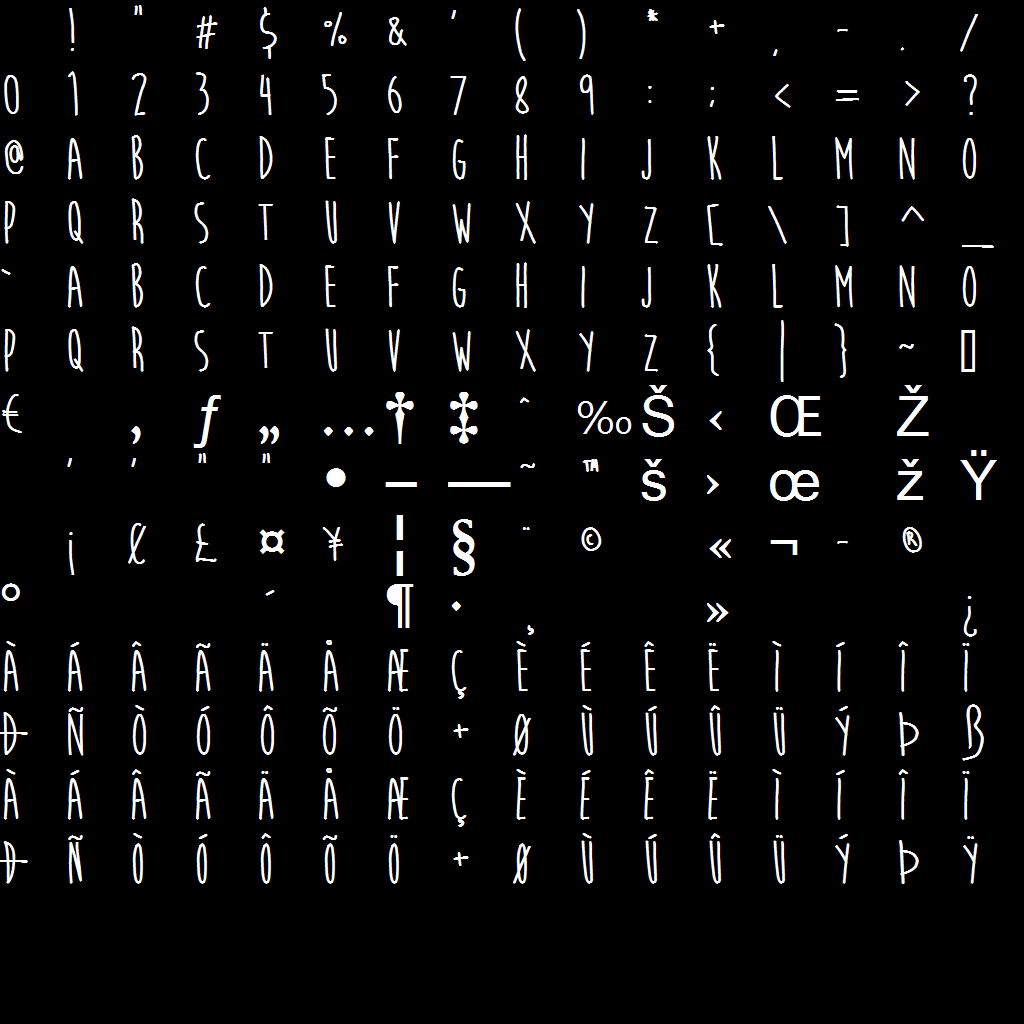 ! " # $ % & ' ( ) * + , - . /
0 1 2 3 4 5 6 7 8 9 : ; < = > ?
@ A B C D E F G H I J K L M N O
P Q R S T U V W X Y Z [ \ ] ^ _
` A B C D E F G H I J K L M N O
P Q R S T U V W X Y Z { | } ~ ▯
€ , ƒ „ … † ‡ ˆ ‰ Š ‹ Œ Ž
' ' " " • – — ~ ™ š › œ ž Ÿ
¡ ℓ £ ¤ ¥ ¦ § ¨ © « ¬ - ®
° ´ ¶ · ¸ » ¿
À Á Â Ã Ä Å Æ Ç È É Ê Ë Ì Í Î Ï
Đ Ñ Ò Ó Ô Õ Ö + Ø Ù Ú Û Ü Ý Þ ß
À Á Â Ã Ä Å Æ Ç È É Ê Ë Ì Í Î Ï
Đ Ñ Ò Ó Ô Õ Ö + Ø Ù Ú Û Ü Ý Þ Ÿ